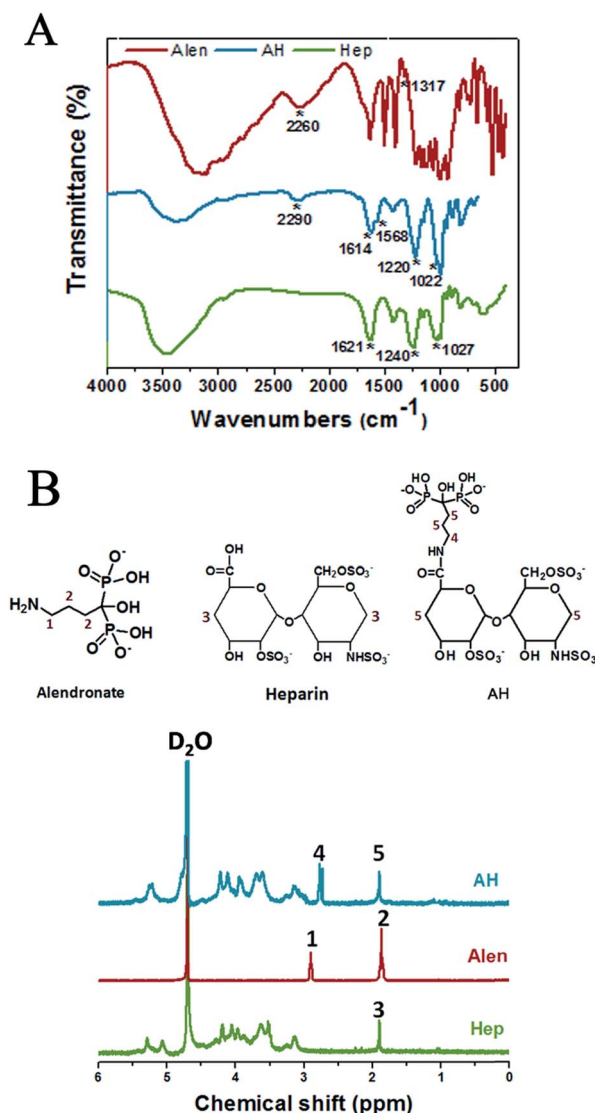 A
Alen AH Hep
Transmittance (%)
*1317
*
2260
*
2290
* *1568
1614
* *
1220
1022
* * *1027
1621
1240
4000 3500 3000 2500 2000 1500 1000 500
Wavenumbers (cm-1)
B
H2N
1
2
2
O
P
O-
OH
OH
P
O
OH
O-
Alendronate
OH
O
O
3
OH
OSO3-
O
CH2OSO3-
O
3
OH
NHSO3-
Heparin
HO OH OH
-O P P O-
O O
5
5
4
NH
O=C
O
5
OH
OSO3-
O
CH2OSO3-
O
5
OH
NHSO3-
AH
D2O
4 5
AH
1 2
Alen
3
Hep
6 5 4 3 2 1 0
Chemical shift (ppm)